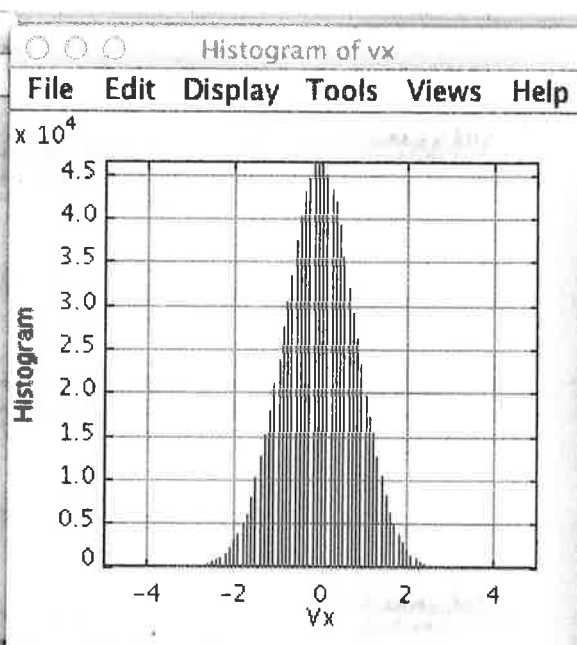 Histogram of vx
File Edit Display Tools Views Help
x 10⁴
4.5
4.0
3.5
3.0
2.5
2.0
1.5
1.0
0.5
0
Histogram
-4 -2 0 2 4
Vx